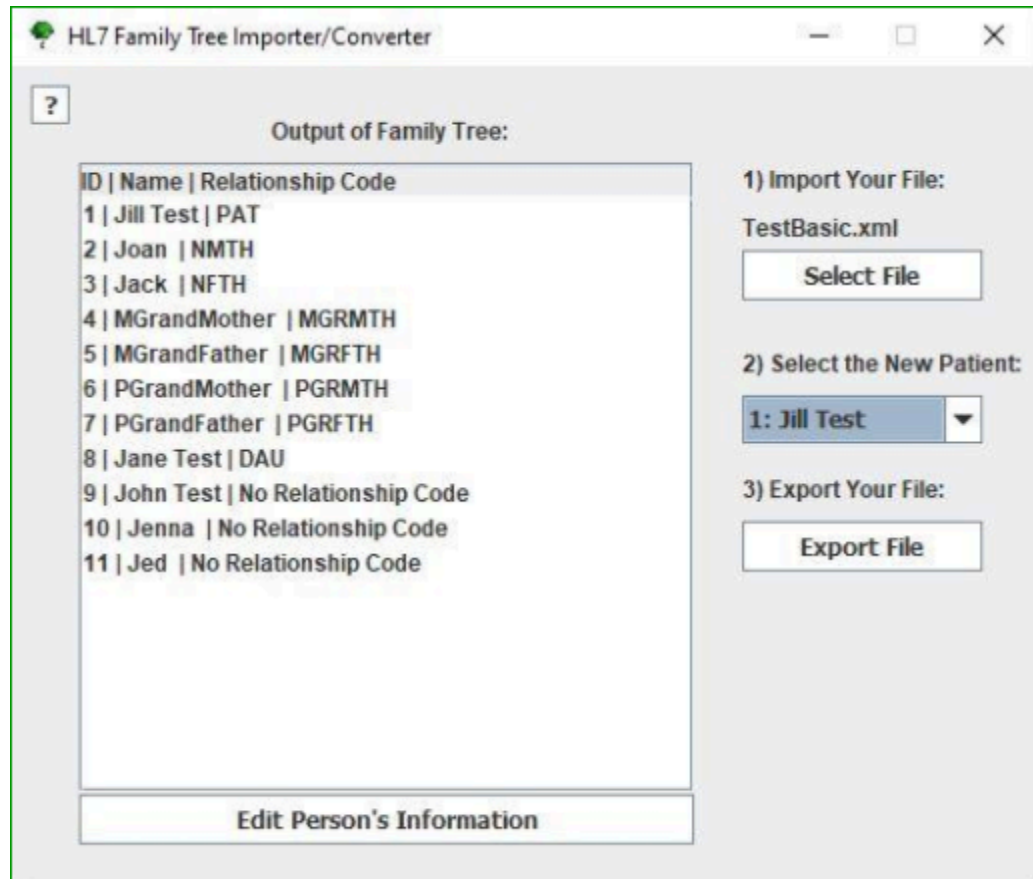 HL7 Family Tree Importer/Converter
?
Output of Family Tree:
ID | Name | Relationship Code
1 | Jill Test | PAT
2 | Joan | NMTH
3 | Jack | NFTH
4 | MGrandMother | MGRMTH
5 | MGrandFather | MGRFTH
6 | PGrandMother | PGRMTH
7 | PGrandFather | PGRFTH
8 | Jane Test | DAU
9 | John Test | No Relationship Code
10 | Jenna | No Relationship Code
11 | Jed | No Relationship Code
Edit Person's Information
1) Import Your File:
TestBasic.xml
Select File
2) Select the New Patient:
1: Jill Test
3) Export Your File:
Export File